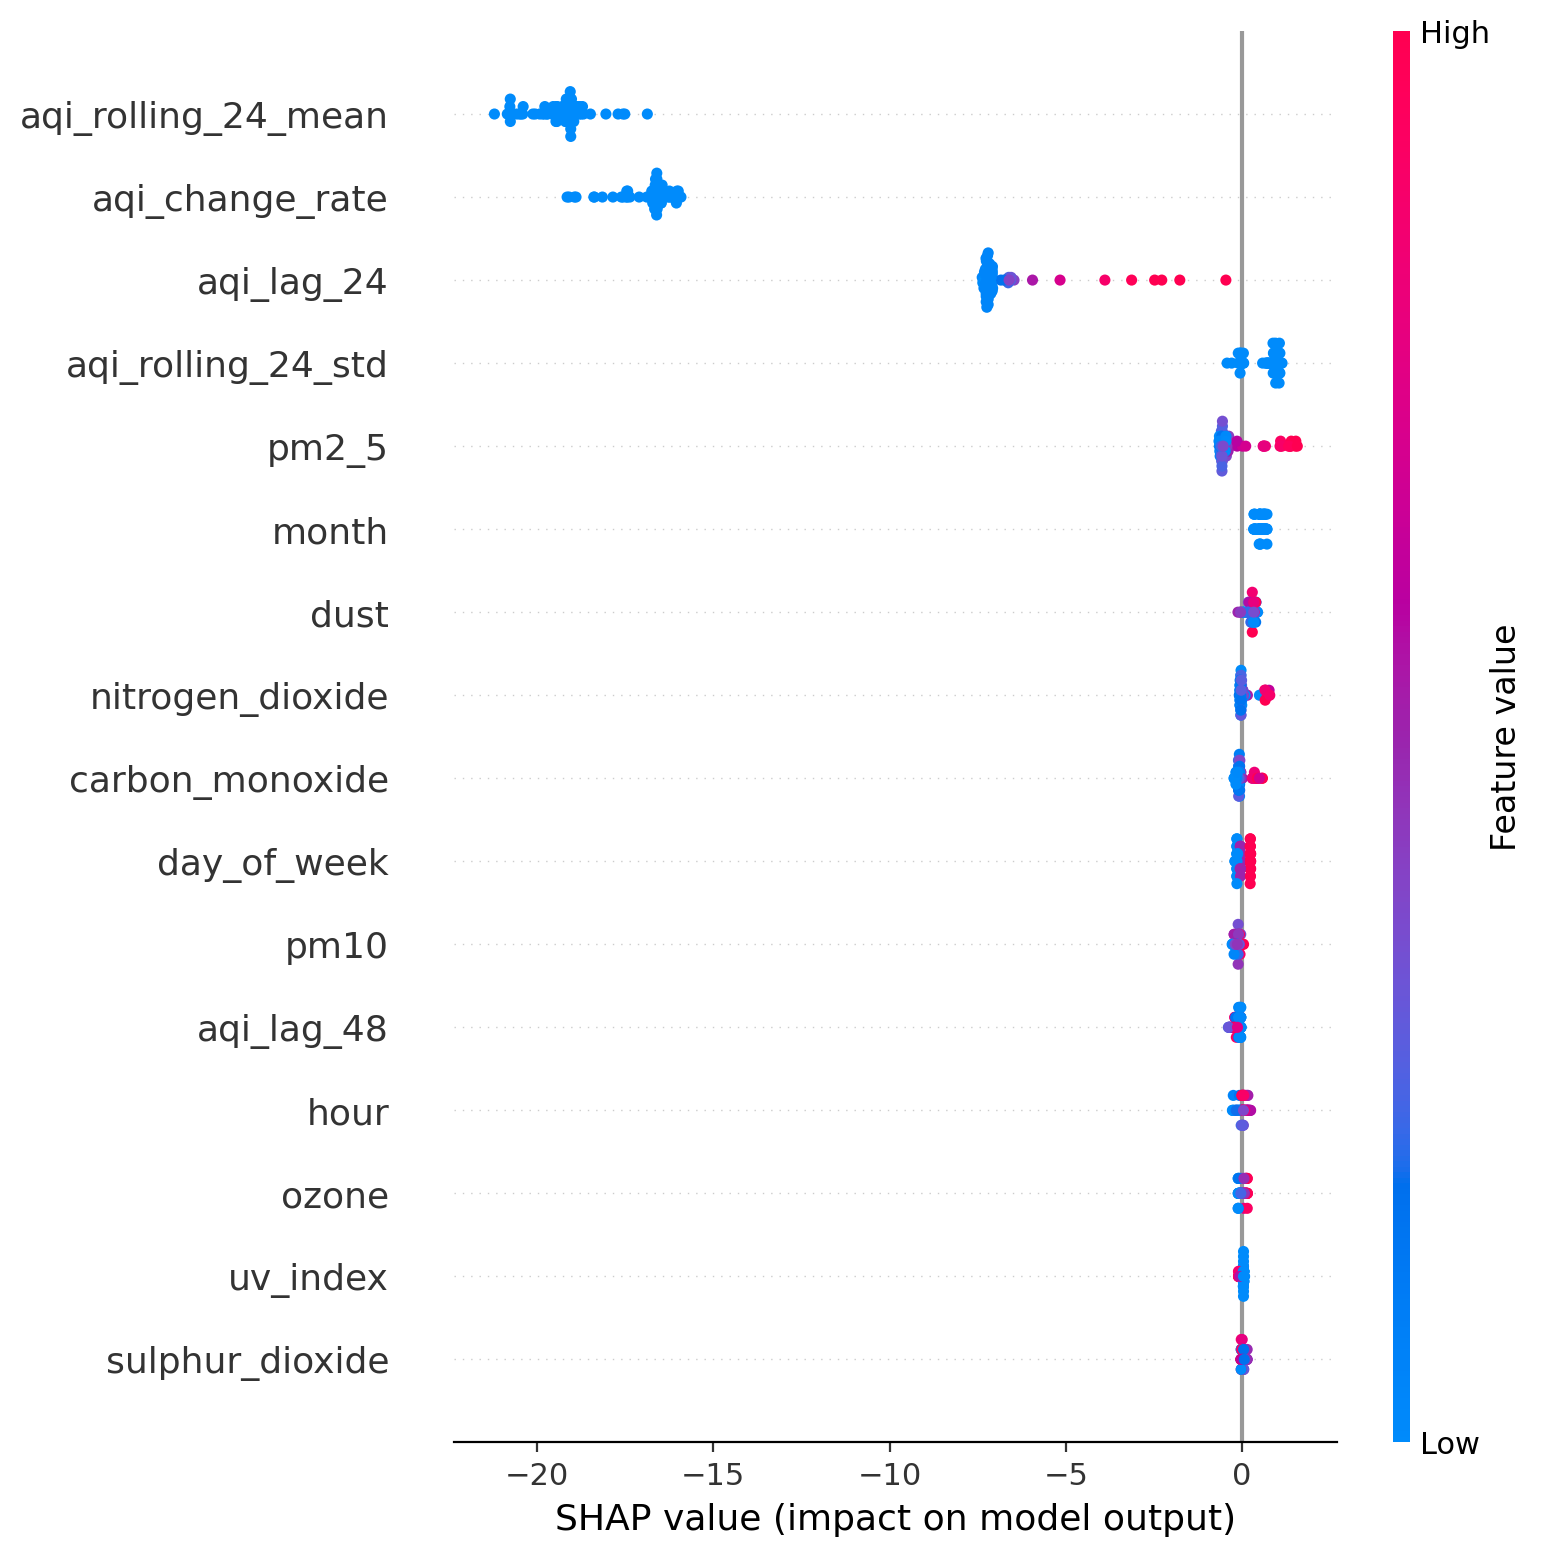 High
aqi_rolling_24_mean
aqi_change_rate
aqi_lag_24
aqi_rolling_24_std
pm2_5
month
dust
nitrogen_dioxide
carbon_monoxide
day_of_week
pm10
aqi_lag_48
hour
ozone
uv_index
sulphur_dioxide
Feature value
Low
−20 −15 −10 −5 0
SHAP value (impact on model output)